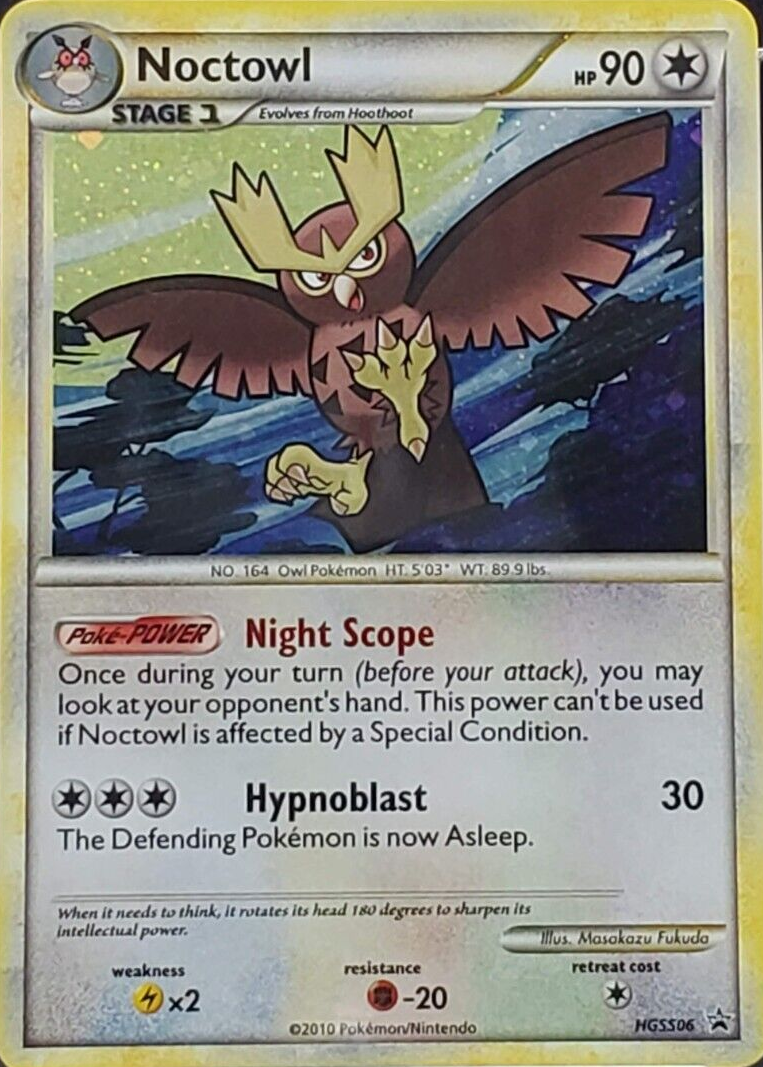 Noctowl
HP 90
STAGE 1
Evolves from Hoothoot
NO. 164 Owl Pokémon HT. 5'03" WT. 89.9 lbs.
Poké-POWER Night Scope
Once during your turn (before your attack), you may
look at your opponent's hand. This power can't be used
if Noctowl is affected by a Special Condition.
Hypnoblast 30
The Defending Pokémon is now Asleep.
When it needs to think, it rotates its head 180 degrees to sharpen its
intellectual power.
Illus. Masakazu Fukuda
weakness resistance retreat cost
x2 -20
©2010 Pokémon/Nintendo HGSS06